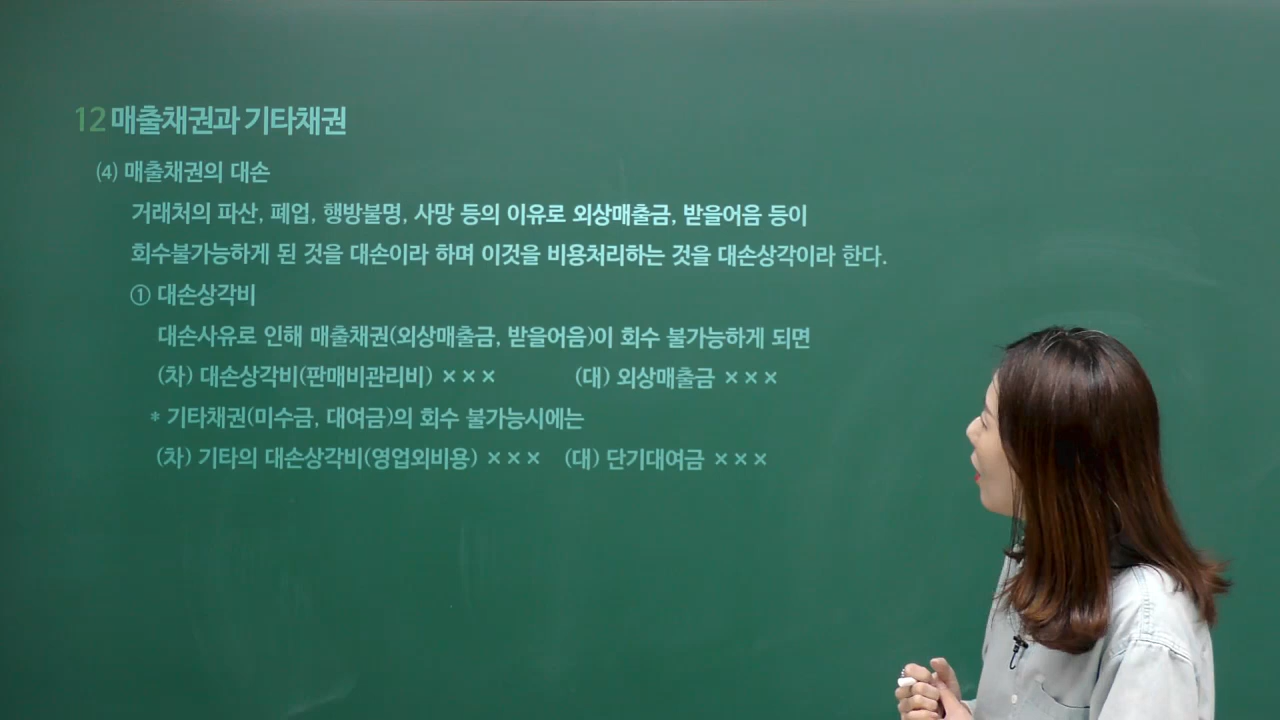 12 매출채권과 기타채권
(4) 매출채권의 대손
거래처의 파산, 폐업, 행방불명, 사망 등의 이유로 외상매출금, 받을어음 등이
회수불가능하게 된 것을 대손이라 하며 이것을 비용처리하는 것을 대손상각이라 한다.
① 대손상각비
대손사유로 인해 매출채권(외상매출금, 받을어음)이 회수 불가능하게 되면
(차) 대손상각비(판매비관리비) ××× (대) 외상매출금 ×××
* 기타채권(미수금, 대여금)의 회수 불가능시에는
(차) 기타의 대손상각비(영업외비용) ××× (대) 단기대여금 ×××